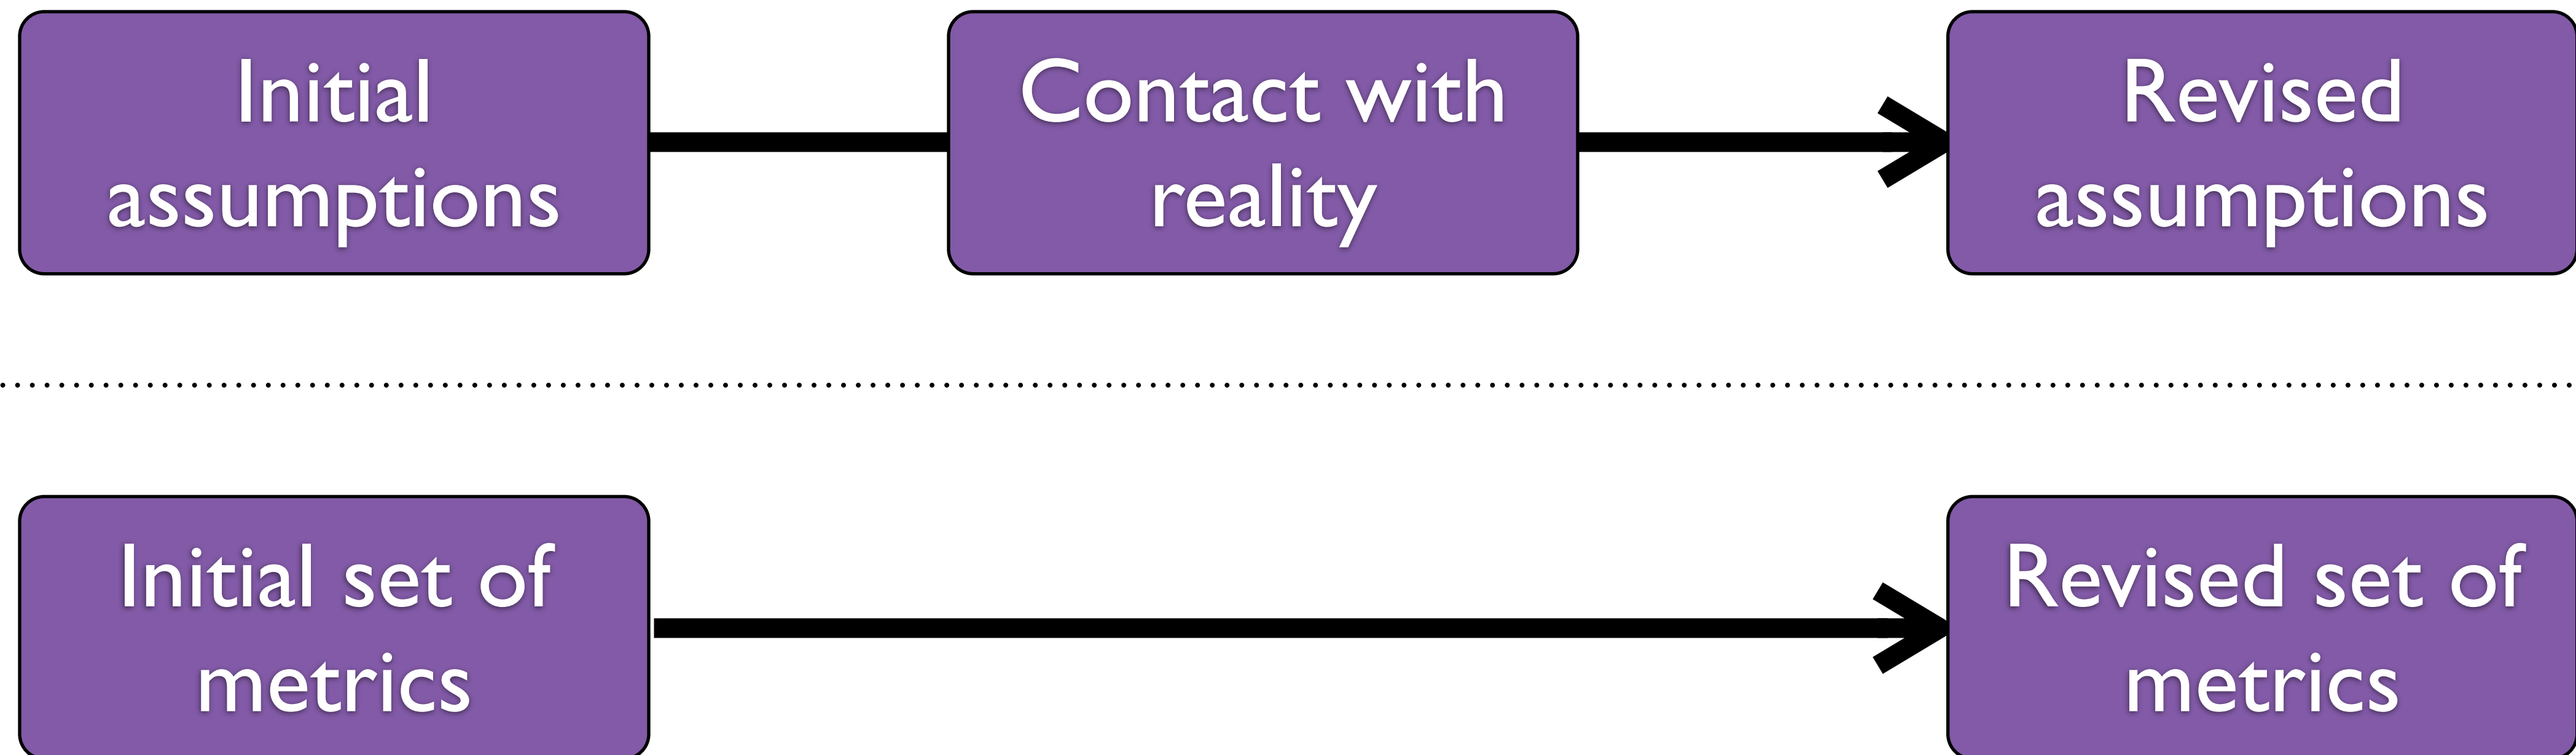 Initial
assumptions
Contact with
reality
Revised
assumptions
Initial set of
metrics
Revised set of
metrics